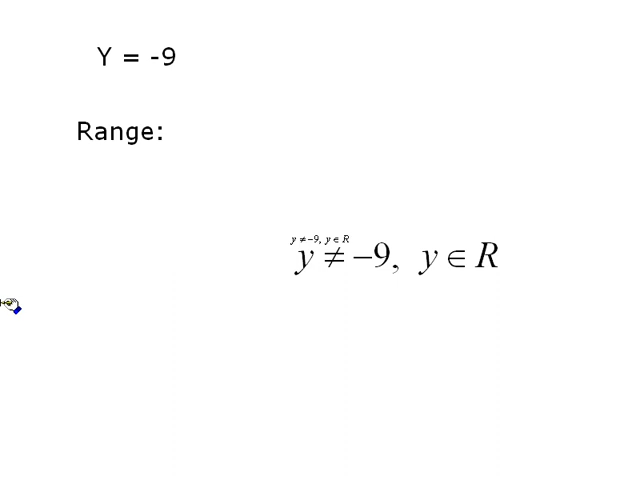 Y = -9
Range:
y ≠ −9, y ∈ R
y ≠ −9, y ∈ R